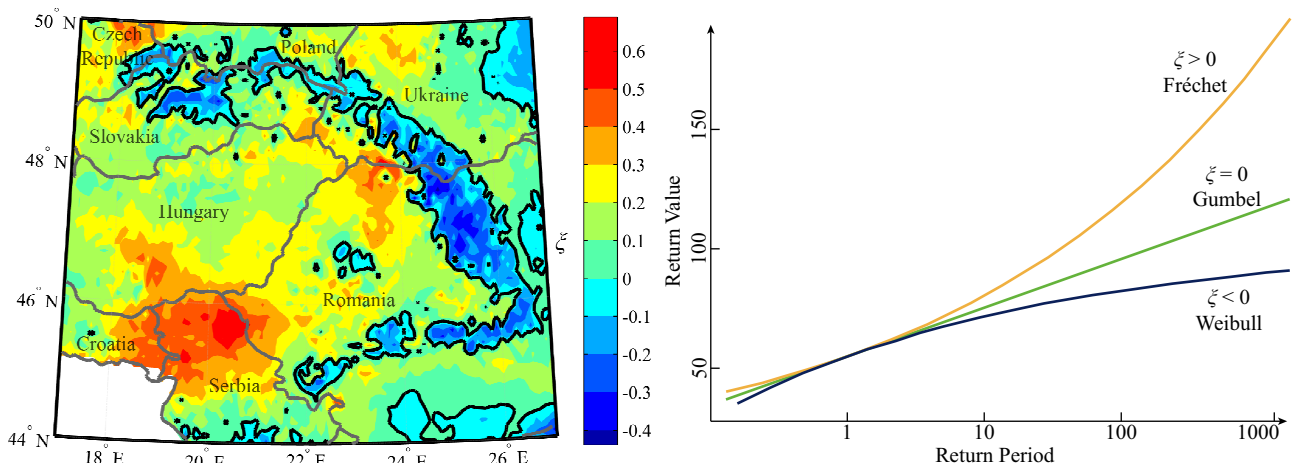 50° N
48° N
46° N
44° N
Czech
Republic
Poland
Ukraine
Slovakia
Hungary
Romania
Croatia
Serbia
18° E
20° E
22° E
24° E
26° E
0.6
0.5
0.4
0.3
0.2
0.1
0
-0.1
-0.2
-0.3
-0.4
ξ
Return Value
150
100
50
ξ > 0
Fréchet
ξ = 0
Gumbel
ξ < 0
Weibull
1
10
100
1000
Return Period